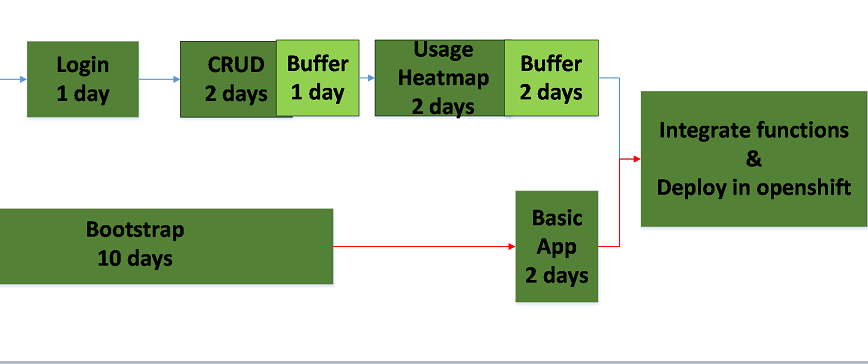 Login
1 day
CRUD
2 days
Buffer
1 day
Usage
Heatmap
2 days
Buffer
2 days
Integrate functions
&
Deploy in openshift
Bootstrap
10 days
Basic
App
2 days